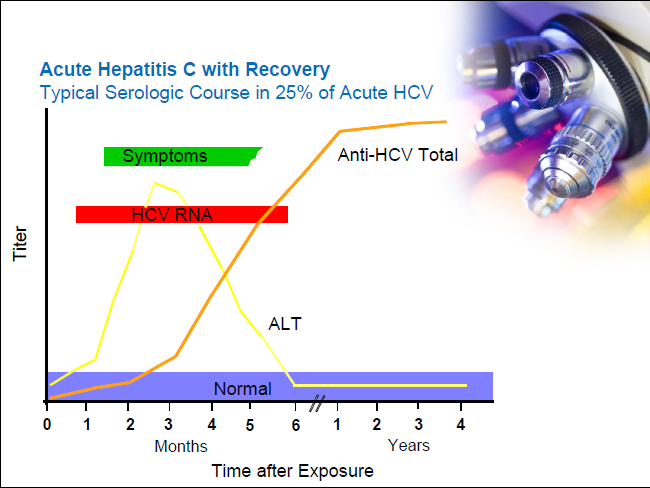 Acute Hepatitis C with Recovery
Typical Serologic Course in 25% of Acute HCV
Symptoms
Anti-HCV Total
HCV RNA
Titer
ALT
Normal
0 1 2 3 4 5 6 // 1 2 3 4
Months Years
Time after Exposure